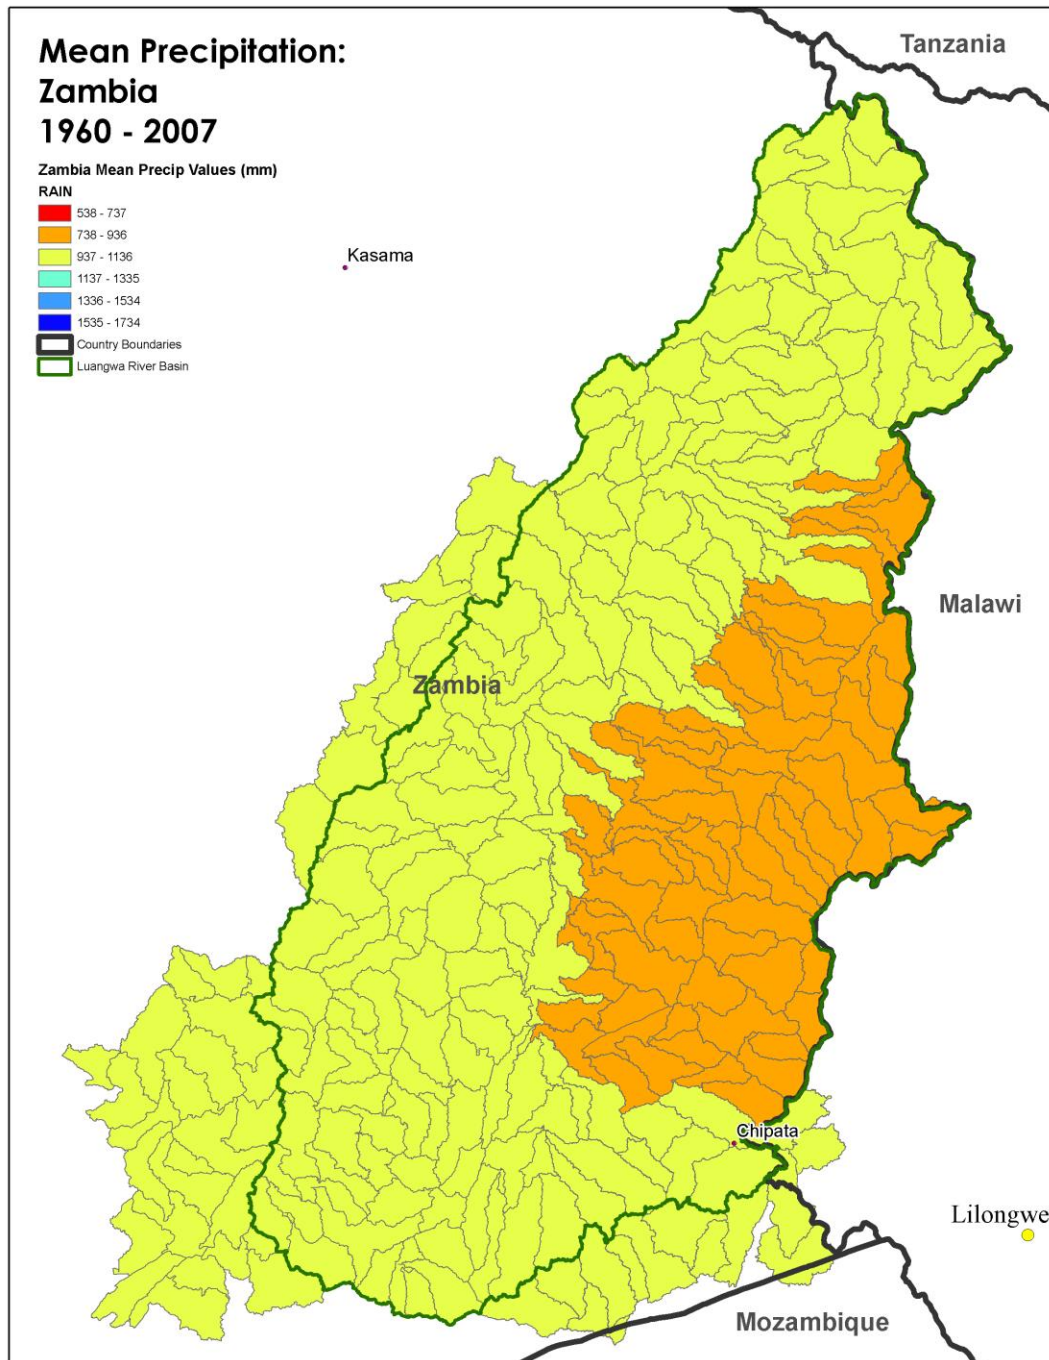 Mean Precipitation:
Zambia
1960 - 2007
Zambia Mean Precip Values (mm)
RAIN
538 - 737
738 - 936
937 - 1136
1137 - 1335
1336 - 1534
1535 - 1734
Country Boundaries
Luangwa River Basin
Tanzania
Kasama
Malawi
Zambia
Chipata
Lilongwe
Mozambique